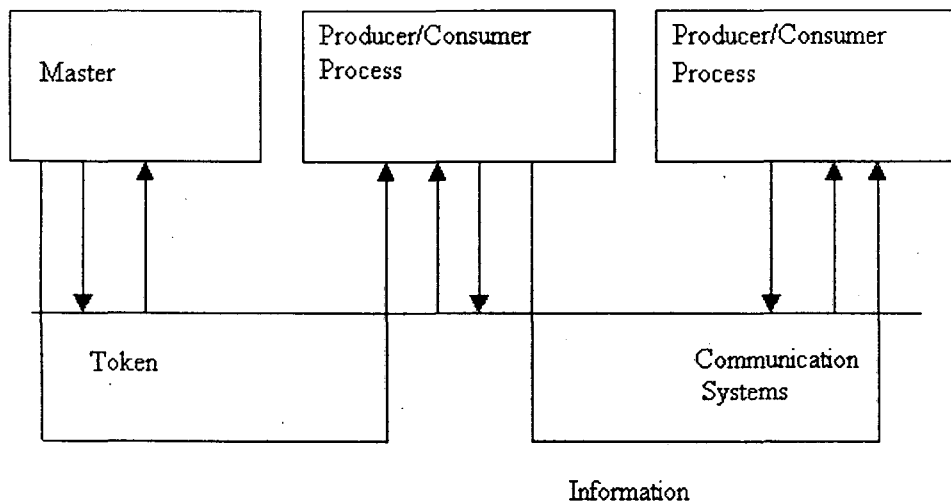 Master
Producer/Consumer
Process
Producer/Consumer
Process
Token
Communication
Systems
Information